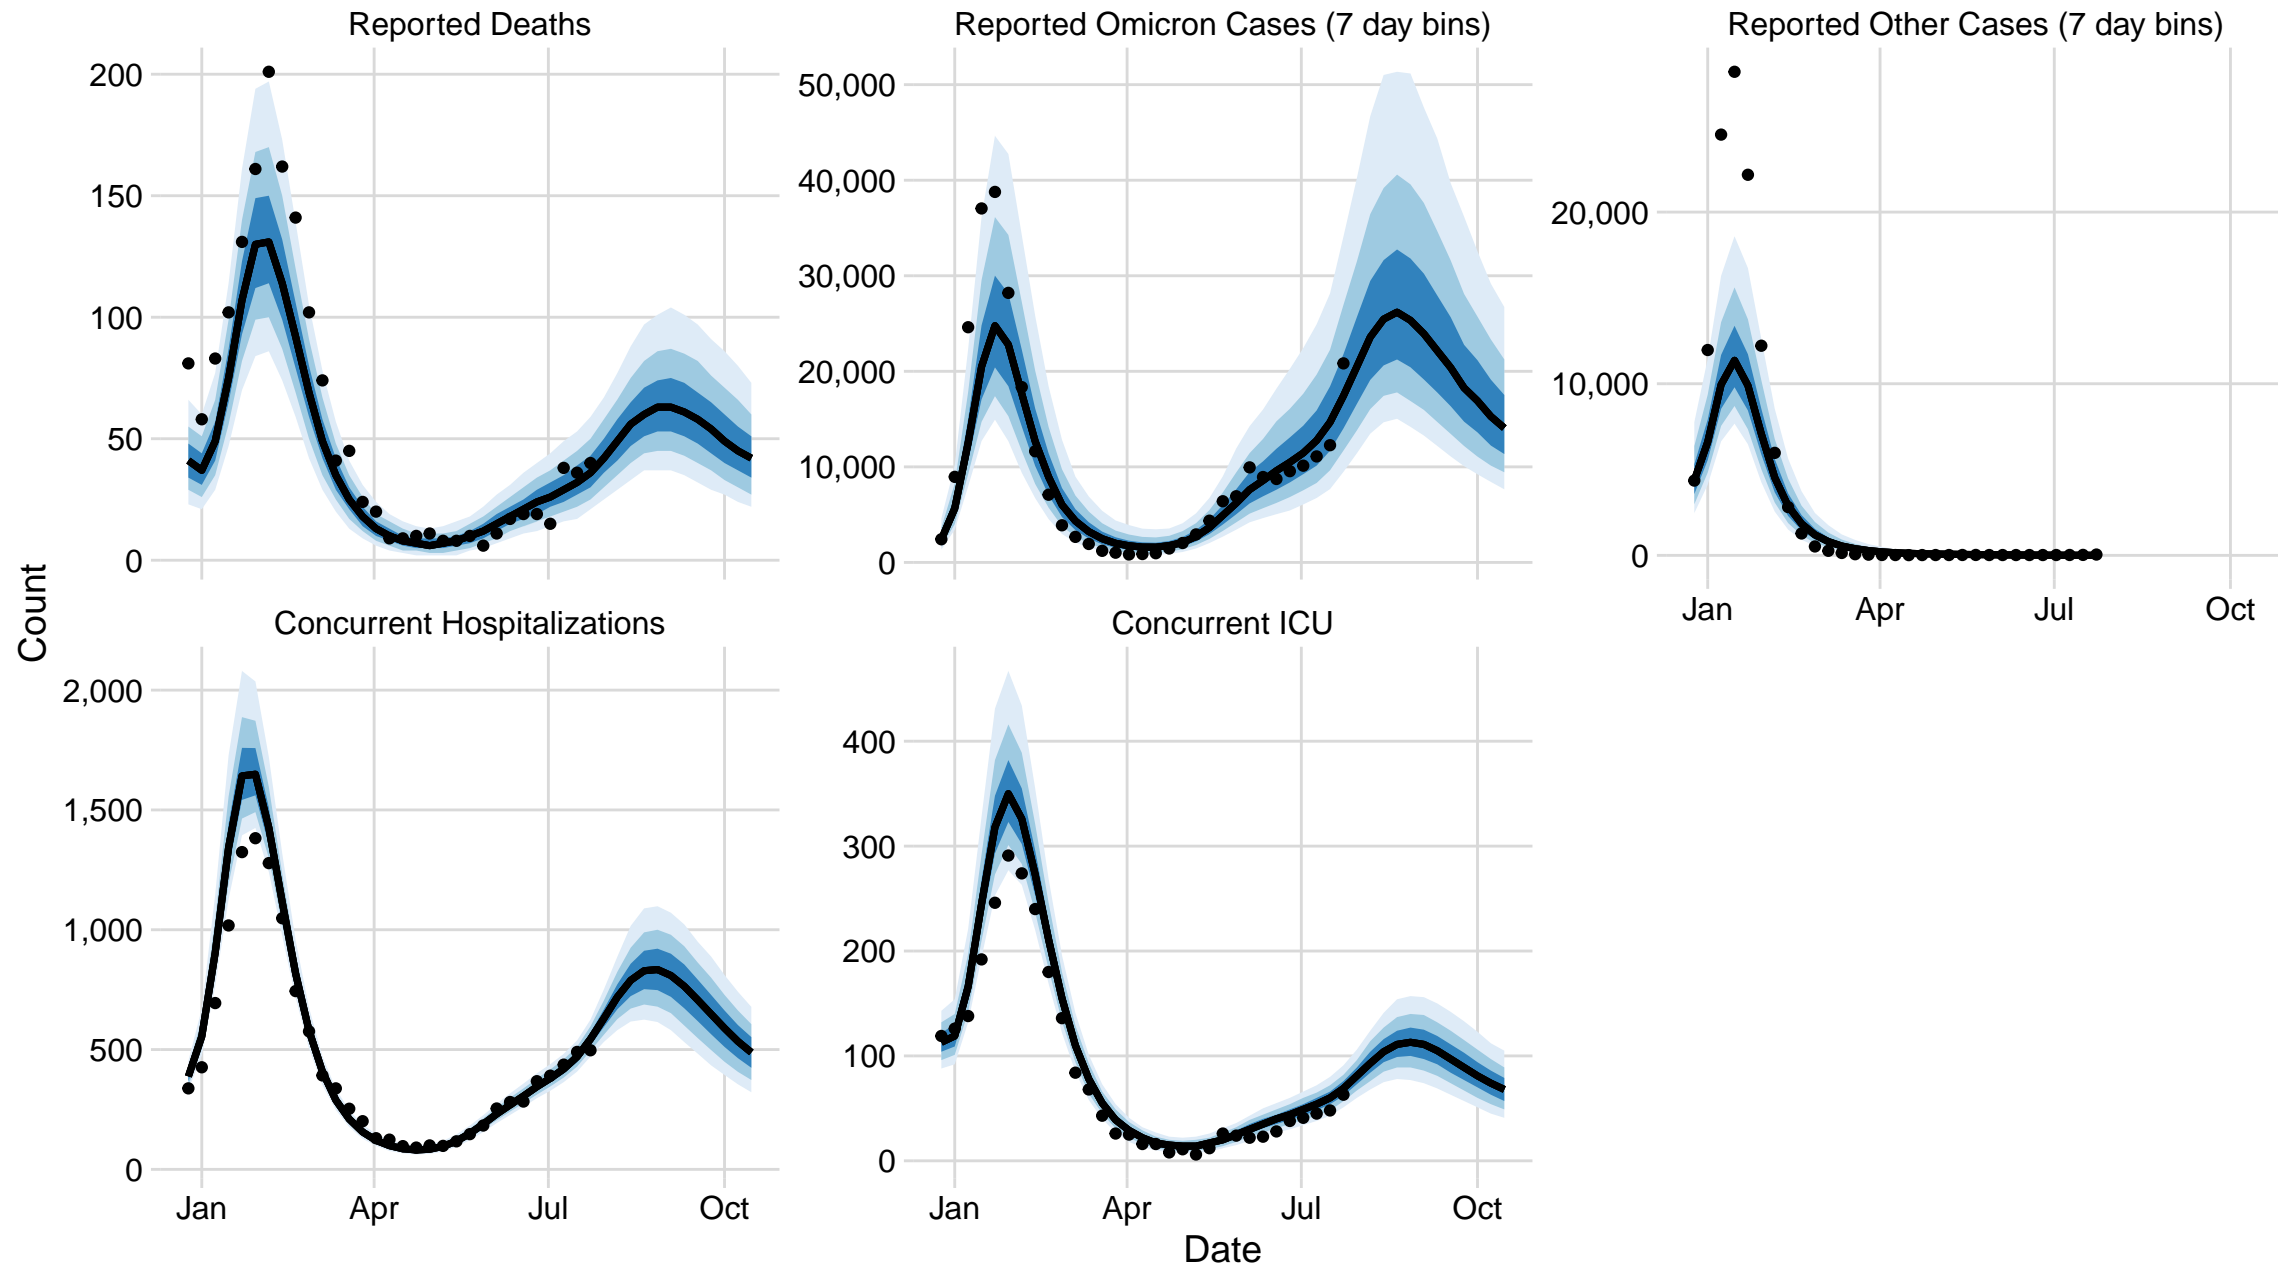 Reported Deaths
Reported Omicron Cases (7 day bins)
Reported Other Cases (7 day bins)
200
150
100
50
0
50,000
40,000
30,000
20,000
10,000
0
20,000
10,000
0
Jan Apr Jul Oct
Count
Concurrent Hospitalizations
Concurrent ICU
2,000
1,500
1,000
500
0
400
300
200
100
0
Jan Apr Jul Oct
Jan Apr Jul Oct
Date